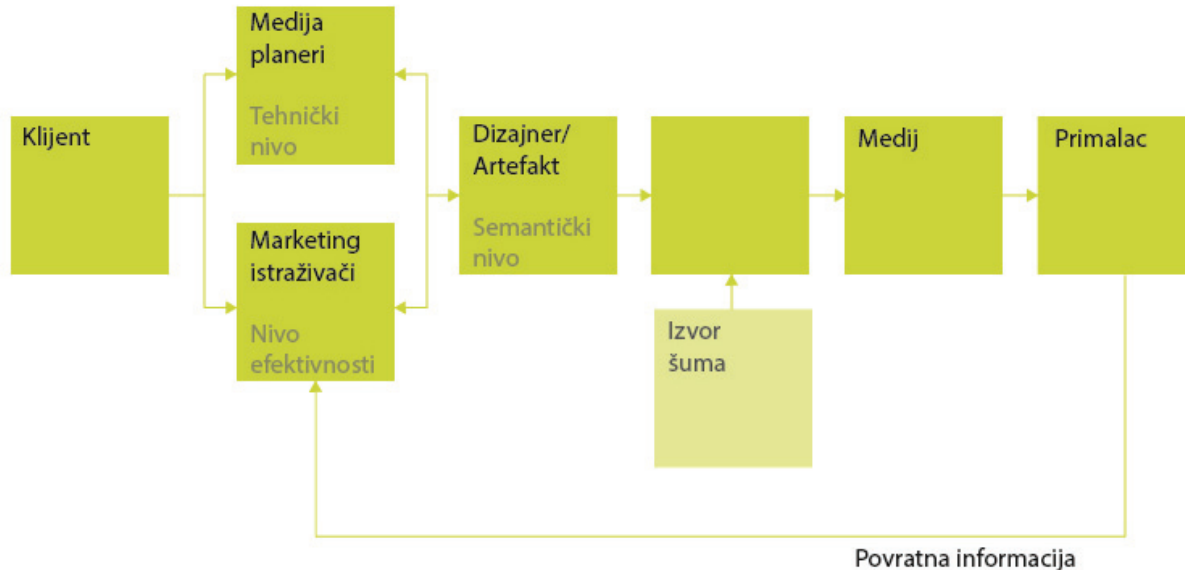 Klijent
Medija
planeri
Tehnički
nivo
Marketing
istraživači
Nivo
efektivnosti
Dizajner/
Artefakt
Semantički
nivo
Izvor
šuma
Medij
Primalac
Povratna informacija